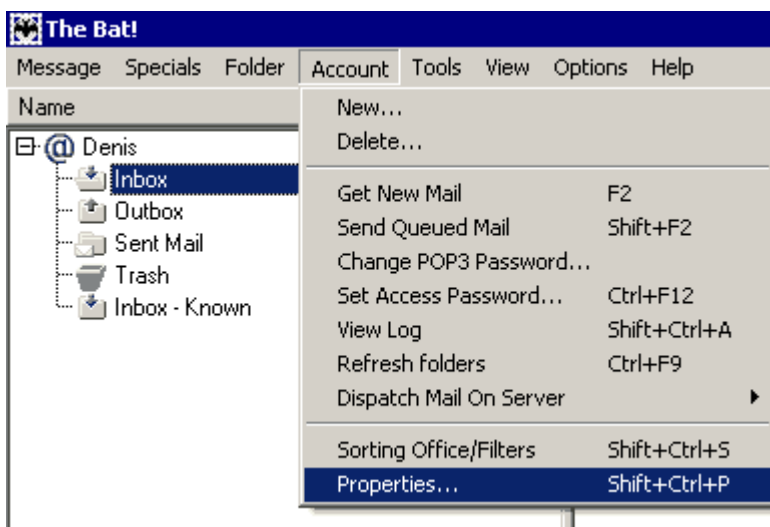 The Bat!
Message Specials Folder Account Tools View Options Help
Name
Denis
Inbox
Outbox
Sent Mail
Trash
Inbox - Known
New...
Delete...
Get New Mail F2
Send Queued Mail Shift+F2
Change POP3 Password...
Set Access Password... Ctrl+F12
View Log Shift+Ctrl+A
Refresh folders Ctrl+F9
Dispatch Mail On Server
Sorting Office/Filters Shift+Ctrl+S
Properties... Shift+Ctrl+P